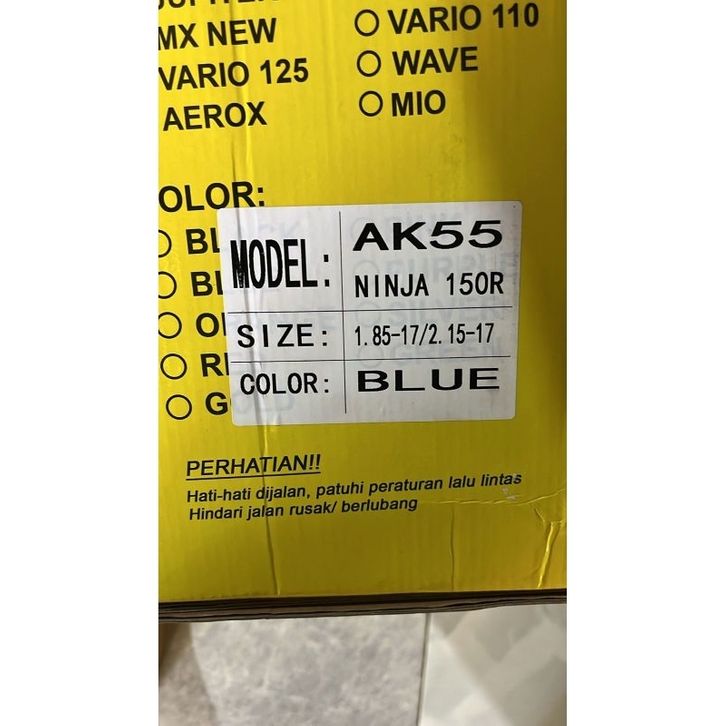 MX NEW
VARIO 110
VARIO 125
WAVE
AEROX
MIO
OLOR:
MODEL:
AK55
NINJA 150R
SIZE:
1.85-17/2.15-17
COLOR:
BLUE
PERHATIAN!!
Hati-hati dijalan, patuhi peraturan lalu lintas
Hindari jalan rusak/ berlubang